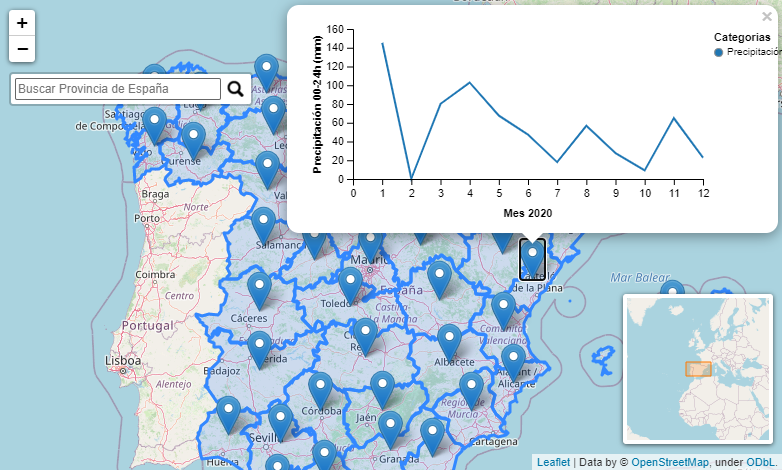 +
−
Buscar Provincia de España
×
Precipitación 00-24h (mm)
160
140
120
100
80
60
40
20
0
0 1 2 3 4 5 6 7 8 9 10 11 12
Mes 2020
Categorias
Precipitación
Santiago
de Compostela
Vigo
Ourense
Braga
Porto
Norte
Salamanca
Madrid
Coimbra
Centro
Portugal
Cáceres
Toledo
España
Castilla-
La Mancha
Castelló
de la Plana
Mar Balear
Comunitat
Valenciana
Lisboa
Mérida
Badajoz
Albacete
Alacant /
Alicante
Alentejo
Córdoba
Jaén
Región de
Murcia
Cartagena
Huelva
Sevilla
Granada
Leaflet | Data by © OpenStreetMap, under ODbL.